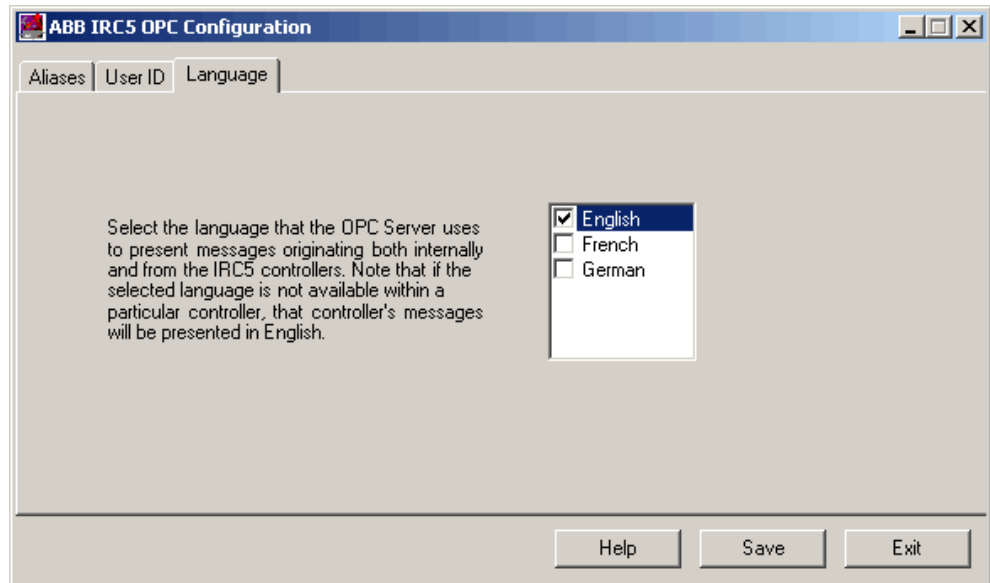 ABB IRC5 OPC Configuration
Aliases User ID Language
Select the language that the OPC Server uses
to present messages originating both internally
and from the IRC5 controllers. Note that if the
selected language is not available within a
particular controller, that controller's messages
will be presented in English.
English
French
German
Help Save Exit